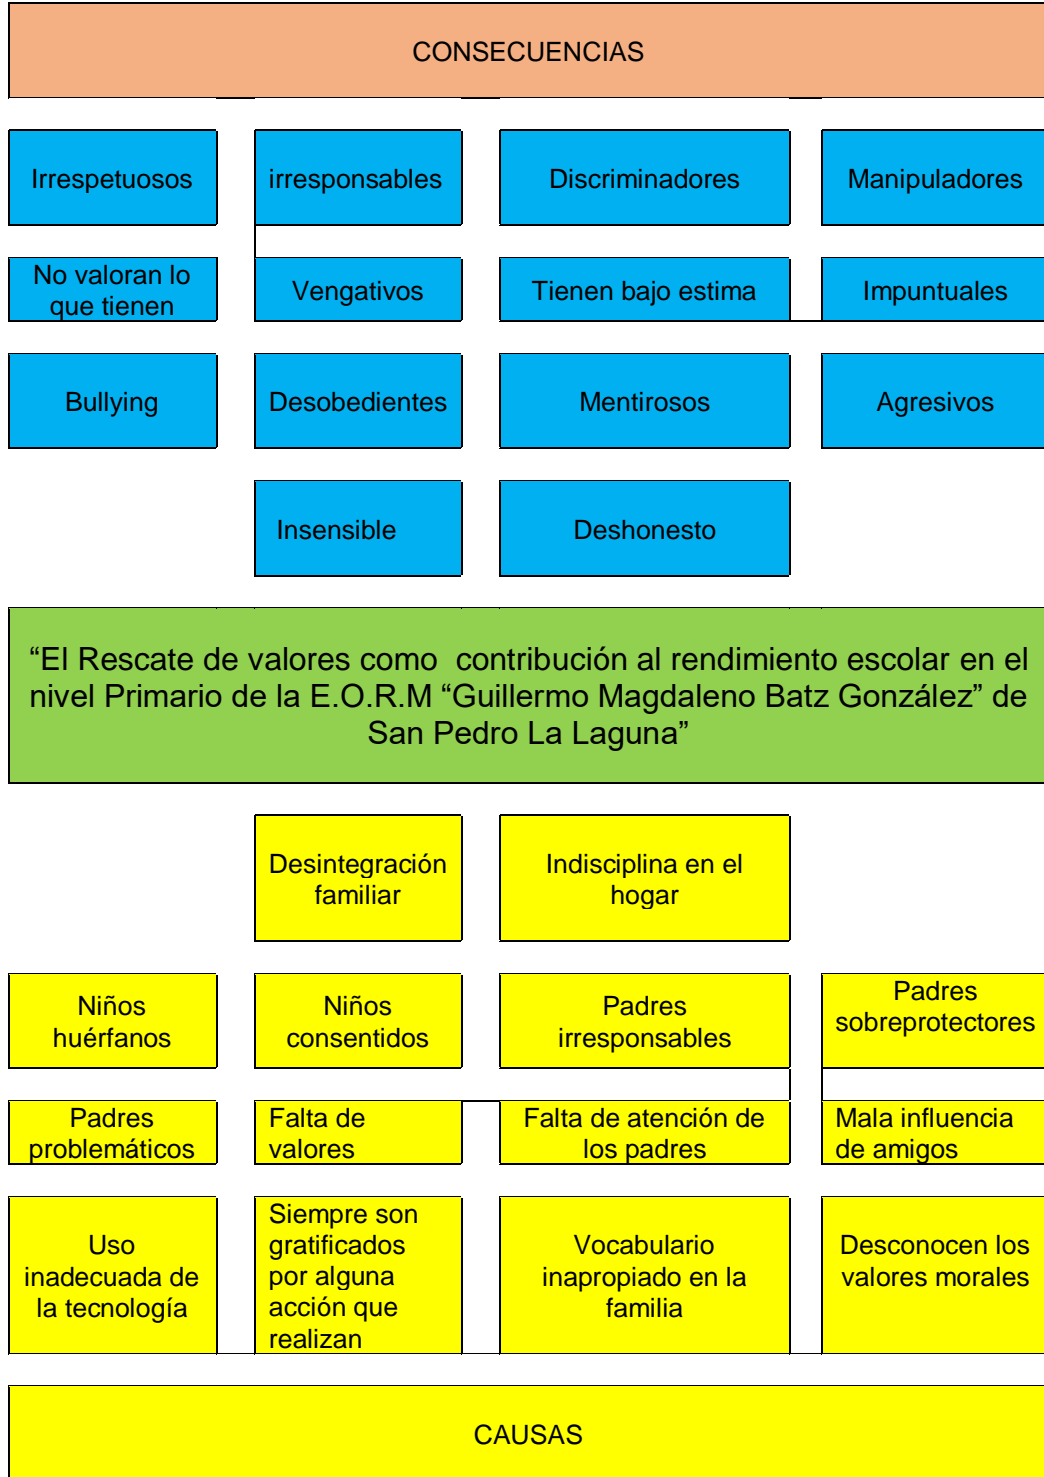 CONSECUENCIAS
Irrespetuosos
irresponsables
Discriminadores
Manipuladores
No valoran lo
que tienen
Vengativos
Tienen bajo estima
Impuntuales
Bullying
Desobedientes
Mentirosos
Agresivos
Insensible
Deshonesto
“El Rescate de valores como contribución al rendimiento escolar en el
nivel Primario de la E.O.R.M “Guillermo Magdaleno Batz González” de
San Pedro La Laguna”
Desintegración
familiar
Indisciplina en el
hogar
Niños
huérfanos
Niños
consentidos
Padres
irresponsables
Padres
sobreprotectores
Padres
problemáticos
Falta de
valores
Falta de atención de
los padres
Mala influencia
de amigos
Uso
inadecuada de
la tecnología
Siempre son
gratificados
por alguna
acción que
realizan
Vocabulario
inapropiado en la
familia
Desconocen los
valores morales
CAUSAS